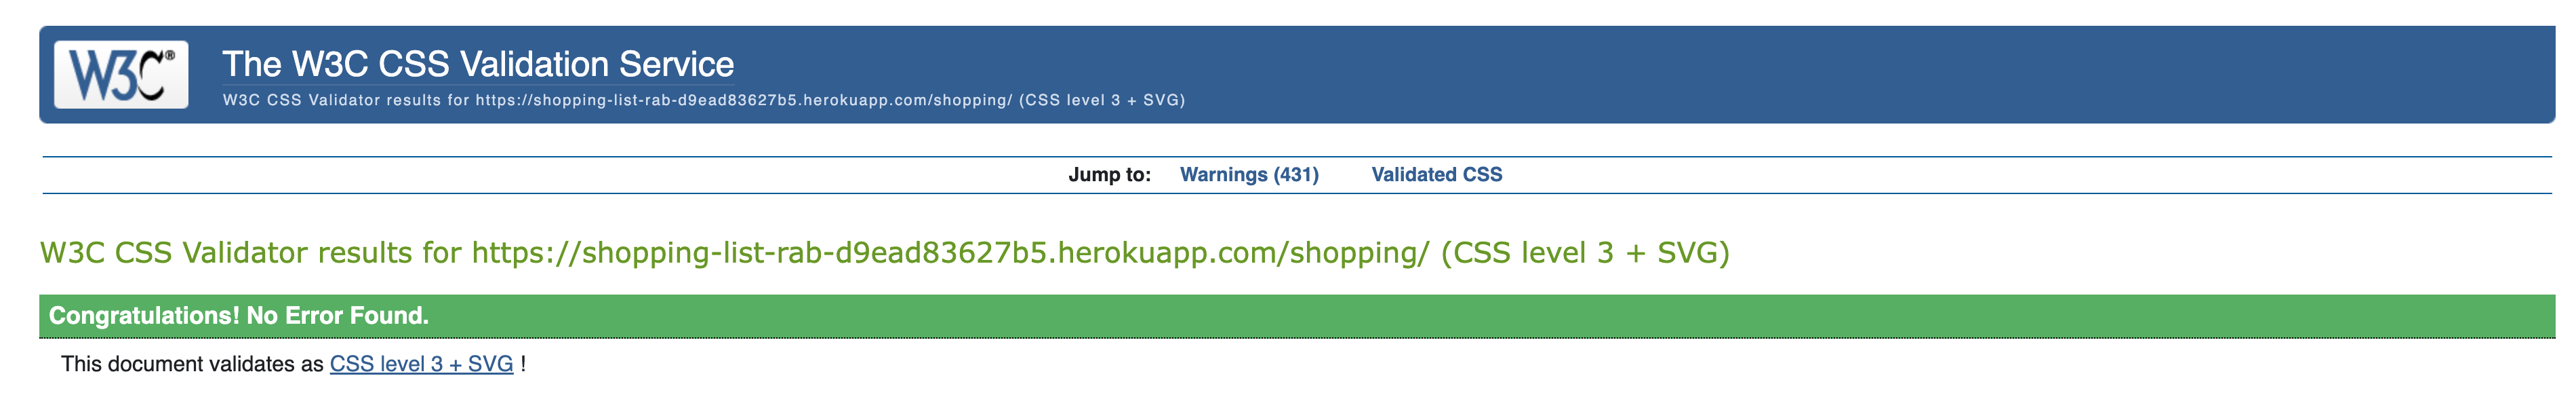 W3C®
The W3C CSS Validation Service
W3C CSS Validator results for https://shopping-list-rab-d9ead83627b5.herokuapp.com/shopping/ (CSS level 3 + SVG)
Jump to: Warnings (431) Validated CSS
W3C CSS Validator results for https://shopping-list-rab-d9ead83627b5.herokuapp.com/shopping/ (CSS level 3 + SVG)
Congratulations! No Error Found.
This document validates as CSS level 3 + SVG !